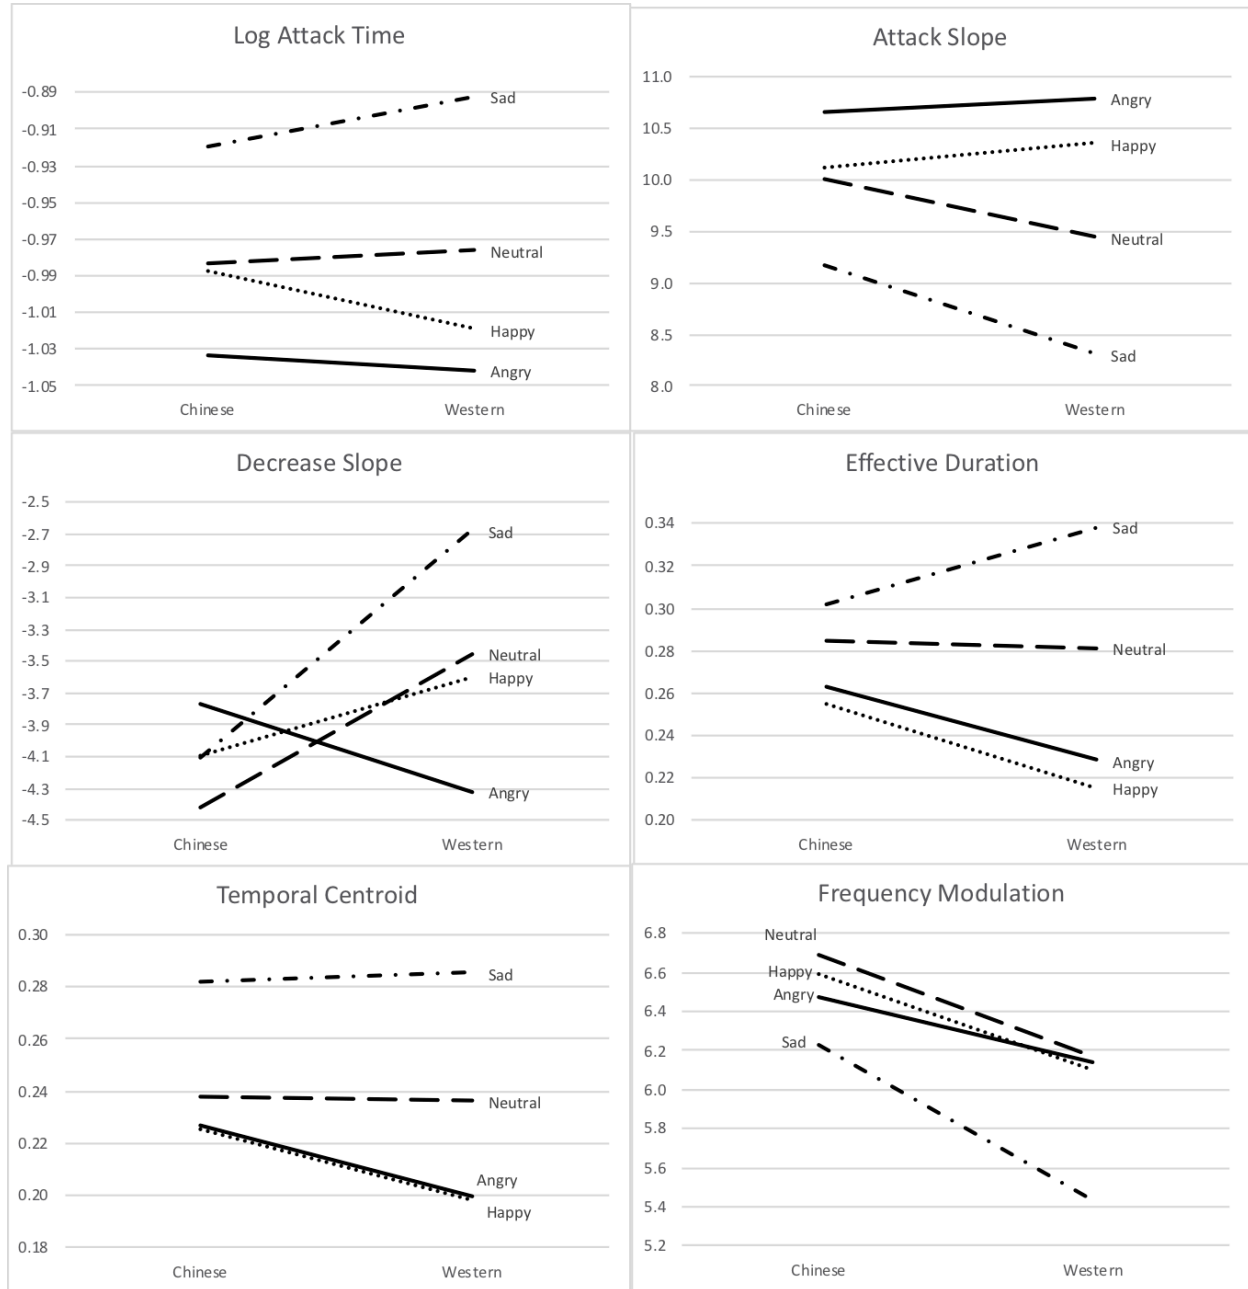 Log Attack Time
-0.89
-0.91
-0.93
-0.95
-0.97
-0.99
-1.01
-1.03
-1.05
Sad
Neutral
Happy
Angry
Chinese Western
Attack Slope
11.0
10.5
10.0
9.5
9.0
8.5
8.0
Angry
Happy
Neutral
Sad
Chinese Western
Decrease Slope
-2.5
-2.7
-2.9
-3.1
-3.3
-3.5
-3.7
-3.9
-4.1
-4.3
-4.5
Sad
Neutral
Happy
Angry
Chinese Western
Effective Duration
0.34
0.32
0.30
0.28
0.26
0.24
0.22
0.20
Sad
Neutral
Angry
Happy
Chinese Western
Temporal Centroid
0.30
0.28
0.26
0.24
0.22
0.20
0.18
Sad
Neutral
Angry
Happy
Chinese Western
Frequency Modulation
6.8
6.6
6.4
6.2
6.0
5.8
5.6
5.4
5.2
Neutral
Happy
Angry
Sad
Chinese Western